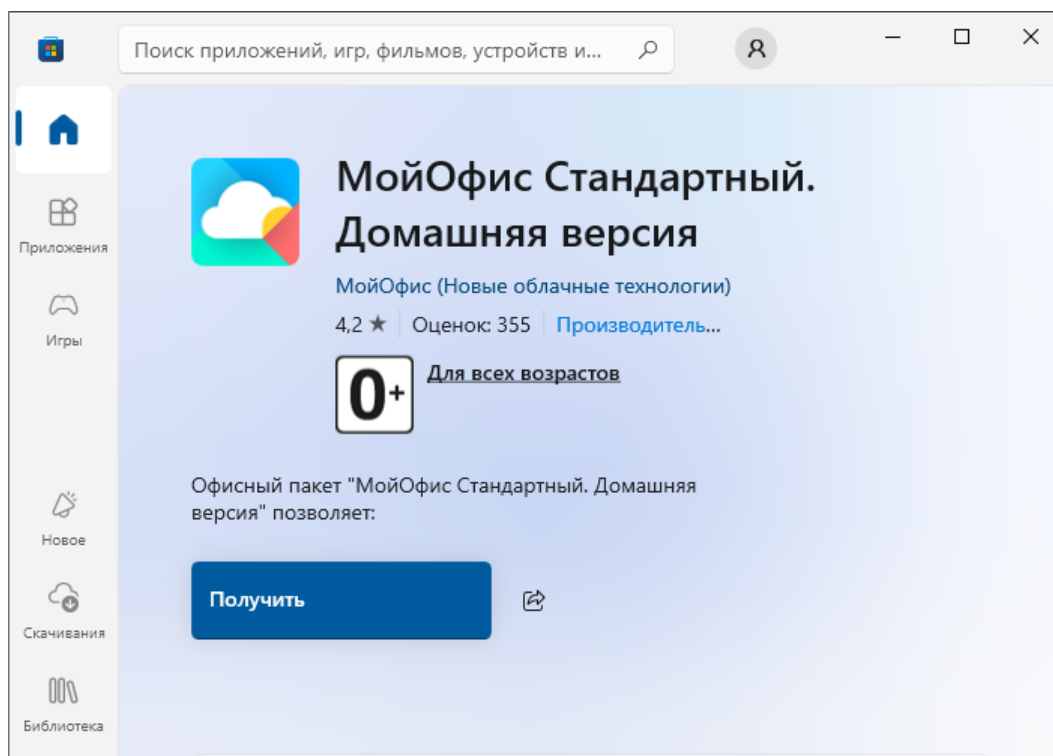 Поиск приложений, игр, фильмов, устройств и...
МойОфис Стандартный.
Домашняя версия
МойОфис (Новые облачные технологии)
4,2 ★ Оценок: 355 Производитель...
0+ Для всех возрастов
Офисный пакет "МойОфис Стандартный. Домашняя
версия" позволяет:
Получить
Приложения
Игры
Новое
Скачивания
Библиотека